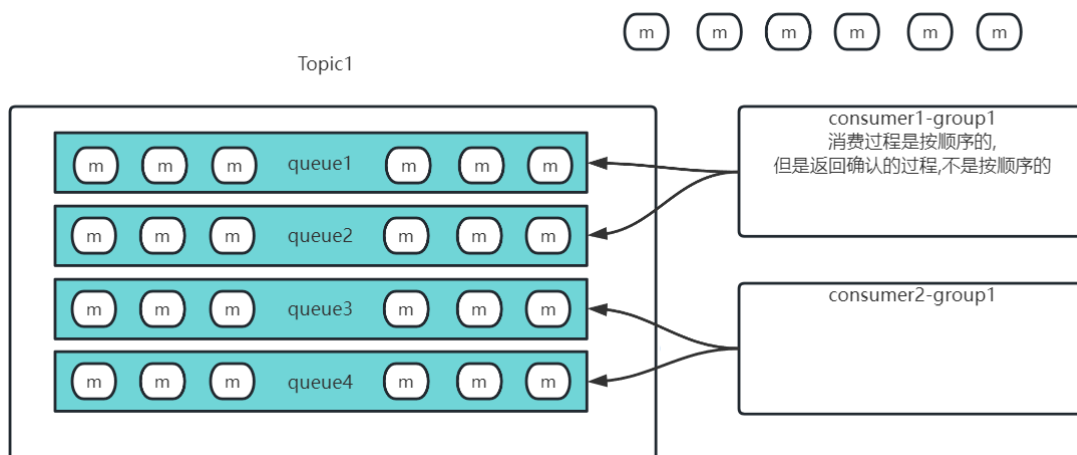 m m m m m m
Topic1
consumer1-group1
消费过程是按顺序的,
但是返回确认的过程,不是按顺序的
m m m queue1 m m m
m m m queue2 m m m
consumer2-group1
m m m queue3 m m m
m m m queue4 m m m